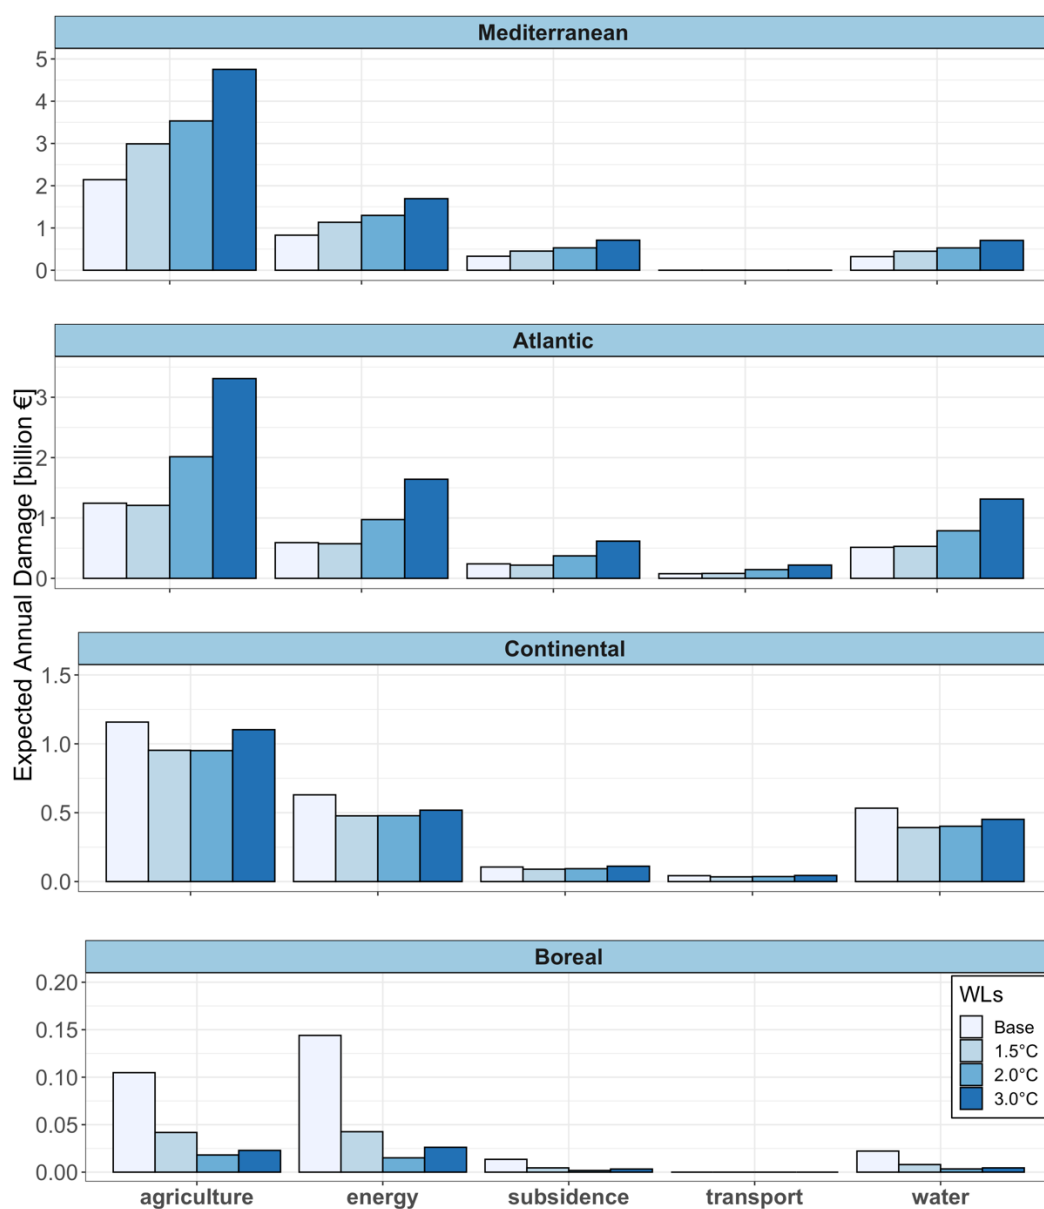 Mediterranean
5
4
3
2
1
0
Atlantic
3
2
1
0
Expected Annual Damage [billion €]
Continental
1.5
1.0
0.5
0.0
Boreal
0.20
0.15
0.10
0.05
0.00
WLs
Base
1.5°C
2.0°C
3.0°C
agriculture energy subsidence transport water